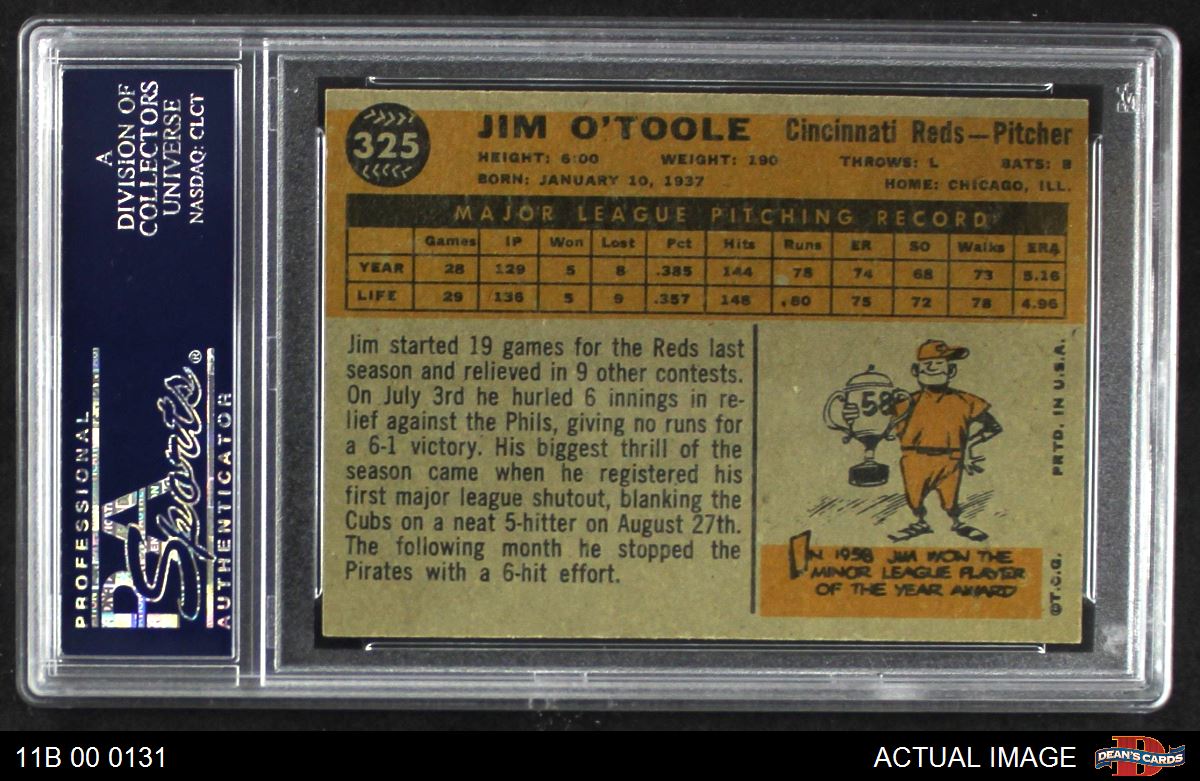 A
DIVISION OF
COLLECTORS
UNIVERSE
NASDAQ: CLCT
PROFESSIONAL
PSA
Sports®
AUTHENTICATOR
325
JIM O'TOOLE Cincinnati Reds—Pitcher
HEIGHT: 6:00 WEIGHT: 190 THROWS: L BATS: B
BORN: JANUARY 10, 1937 HOME: CHICAGO, ILL.
MAJOR LEAGUE PITCHING RECORD
Games IP Won Lost Pct Hits Runs ER SO Walks ERA
YEAR 28 129 5 8 .385 144 78 74 68 73 5.16
LIFE 29 136 5 9 .357 148 .80 75 72 78 4.96
Jim started 19 games for the Reds last
season and relieved in 9 other contests.
On July 3rd he hurled 6 innings in re-
lief against the Phils, giving no runs for
a 6-1 victory. His biggest thrill of the
season came when he registered his
first major league shutout, blanking the
Cubs on a neat 5-hitter on August 27th.
The following month he stopped the
Pirates with a 6-hit effort.
58
IN 1958 JIM WON THE
MINOR LEAGUE PLAYER
OF THE YEAR AWARD
PRTD. IN U.S.A.
©T.C.G.
11B 00 0131
ACTUAL IMAGE
DEAN'S CARDS